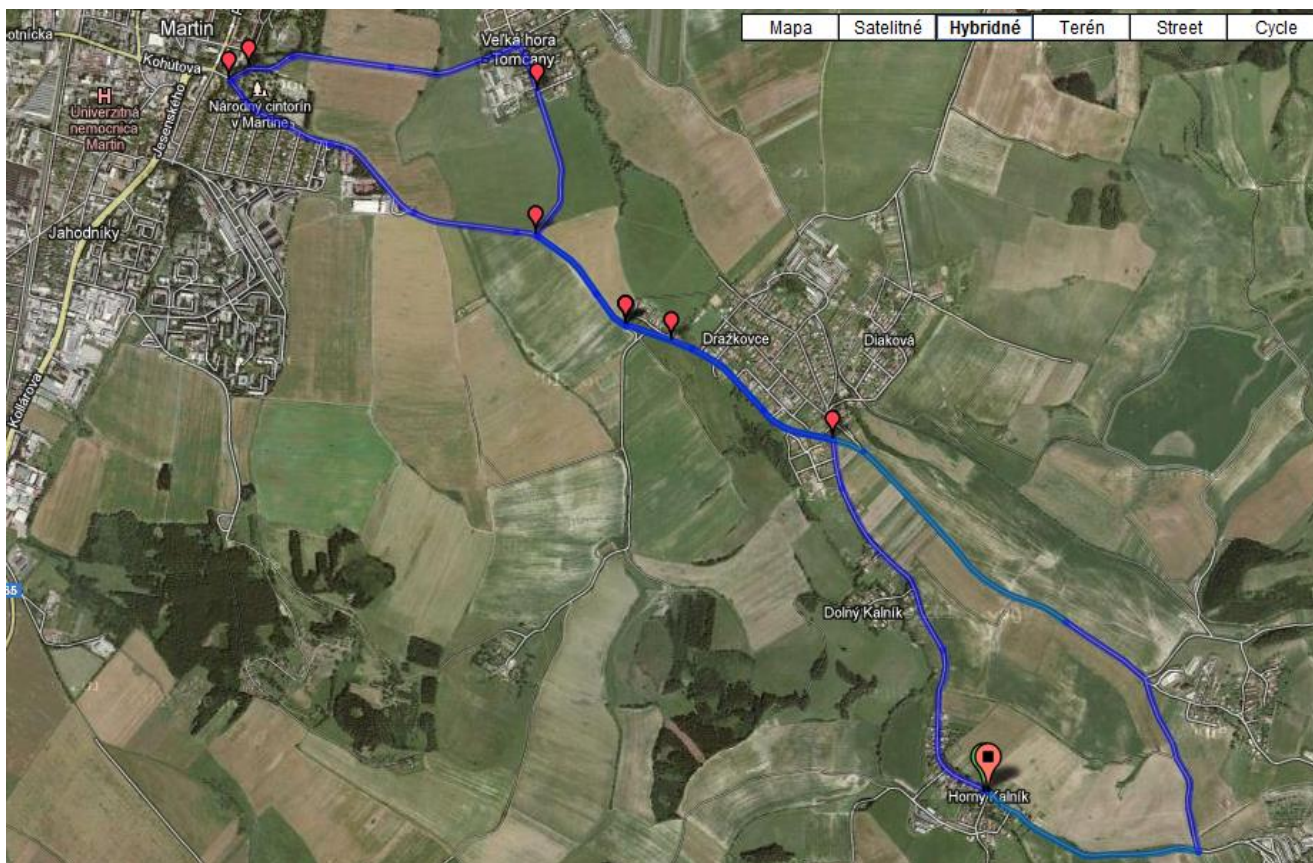 Mapa
Satelitné
Hybridné
Terén
Street
Cycle
Martin
Kohútova
Veľká hora
- Tomčany
H
Univerzitná
nemocnica
Martin
Národný cintorín
v Martine
Jesenského
Jahodníky
Dražkovce
Diaková
Kollárova
65
Dolný Kalník
Horný Kalník